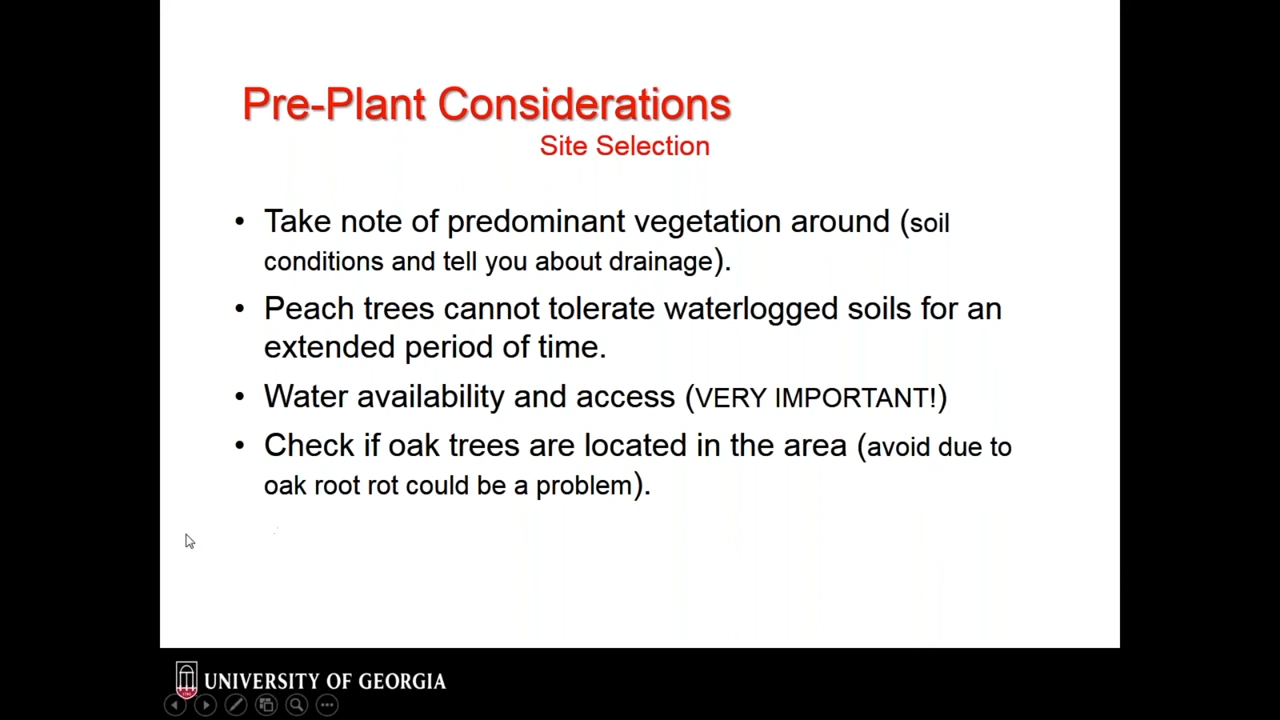 Pre-Plant Considerations
Site Selection
• Take note of predominant vegetation around (soil
conditions and tell you about drainage).
• Peach trees cannot tolerate waterlogged soils for an
extended period of time.
• Water availability and access (VERY IMPORTANT!)
• Check if oak trees are located in the area (avoid due to
oak root rot could be a problem).
UNIVERSITY OF GEORGIA